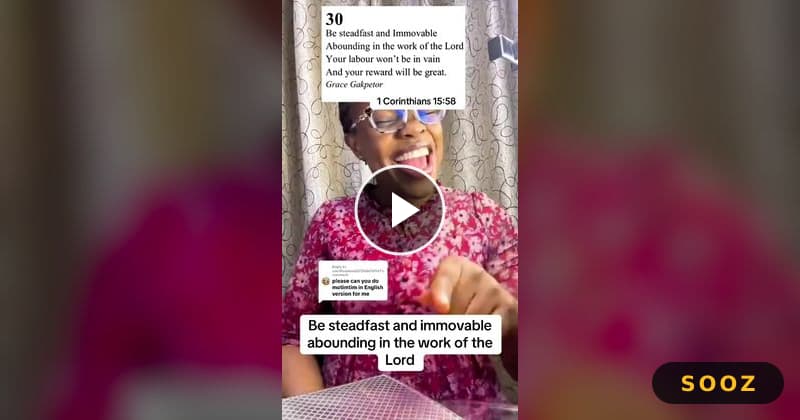 30
Be steadfast and Immovable
Abounding in the work of the Lord
Your labour won't be in vain
And your reward will be great.
Grace Gakpetor
1 Corinthians 15:58
please can you do
motimtim in English
version for me
Be steadfast and immovable
abounding in the work of the
Lord
SOOZ